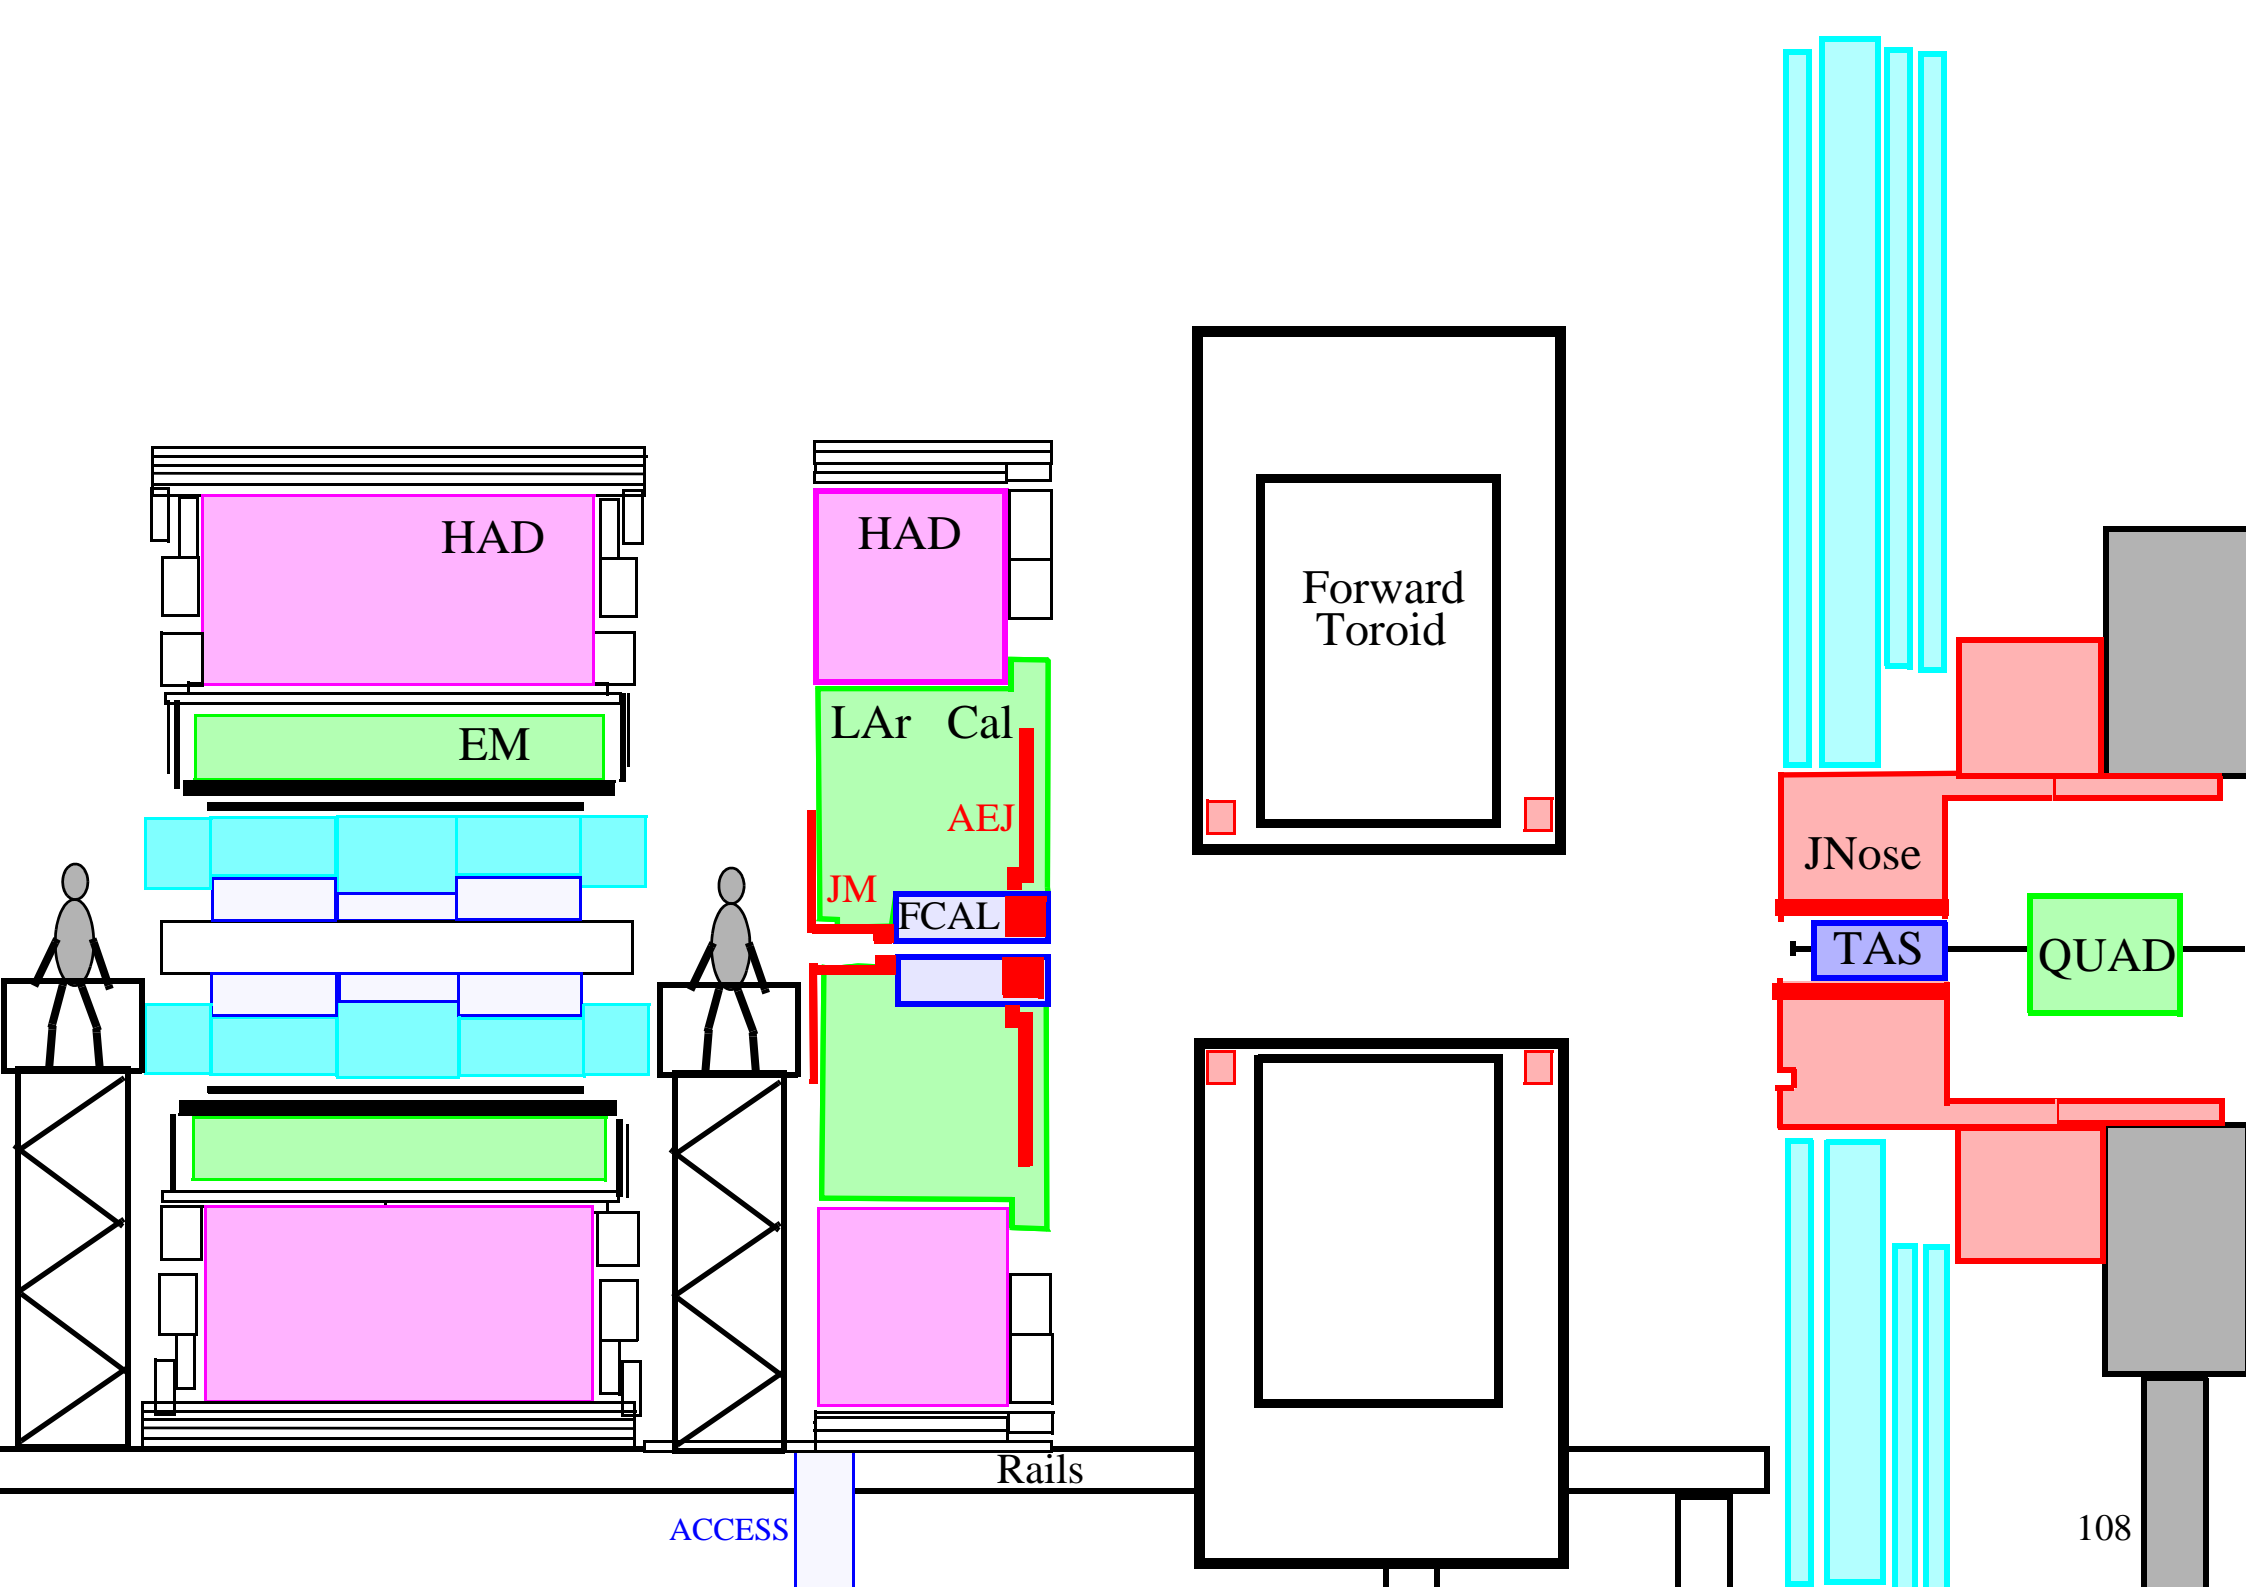 HAD
HAD
Forward
Toroid
LAr Cal
EM
AEJ
JNose
JM
FCAL
TAS
QUAD
Rails
ACCESS
108